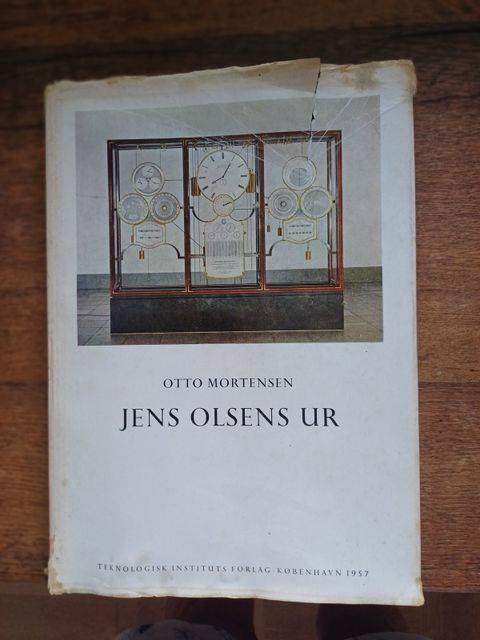 OTTO MORTENSEN
JENS OLSENS UR
TEKNOLOGISK INSTITUTS FORLAG · KØBENHAVN 1957